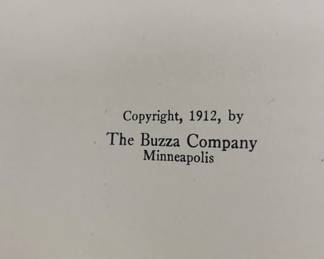 Copyright, 1912, by
The Buzza Company
Minneapolis